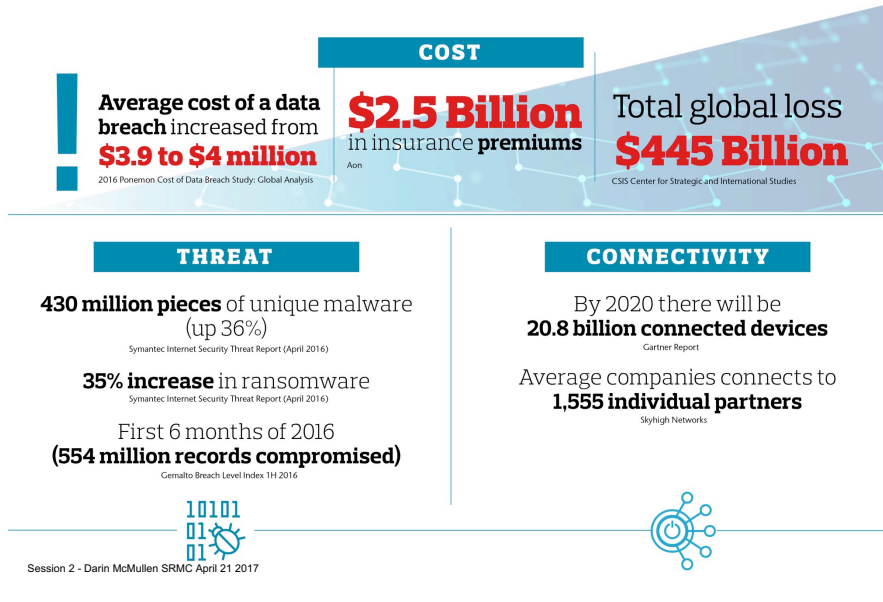 COST
Average cost of a data
breach increased from
$3.9 to $4 million
2016 Ponemon Cost of Data Breach Study: Global Analysis
$2.5 Billion
in insurance premiums
Aon
Total global loss
$445 Billion
CSIS Center for Strategic and International Studies
THREAT
430 million pieces of unique malware
(up 36%)
Symantec Internet Security Threat Report (April 2016)
35% increase in ransomware
Symantec Internet Security Threat Report (April 2016)
First 6 months of 2016
(554 million records compromised)
Gemalto Breach Level Index 1H 2016
10101
01
01
CONNECTIVITY
By 2020 there will be
20.8 billion connected devices
Gartner Report
Average companies connects to
1,555 individual partners
Skyhigh Networks
Session 2 - Darin McMullen SRMC April 21 2017